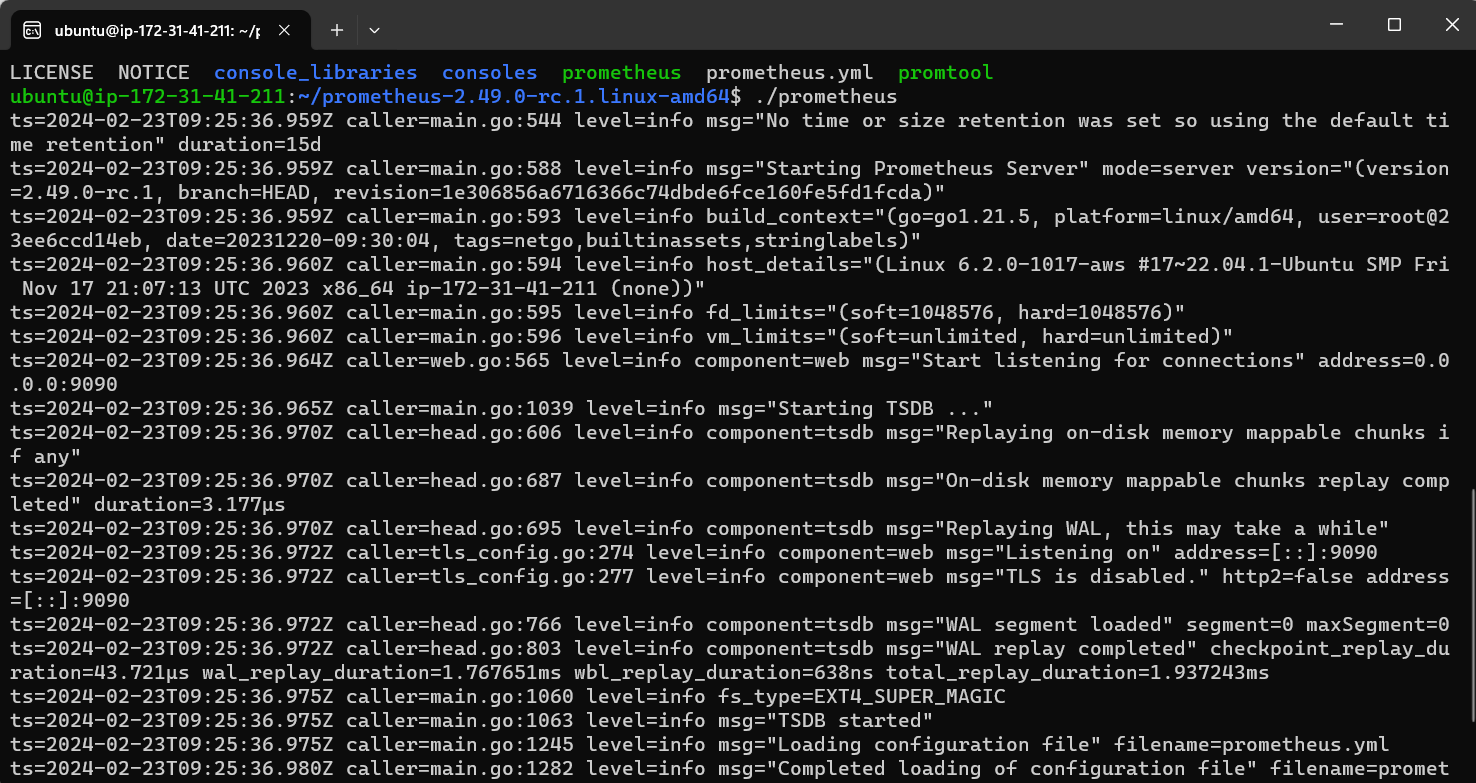 ubuntu@ip-172-31-41-211: ~/p
LICENSE  NOTICE  console_libraries  consoles  prometheus  prometheus.yml  promtool
ubuntu@ip-172-31-41-211:~/prometheus-2.49.0-rc.1.linux-amd64$ ./prometheus
ts=2024-02-23T09:25:36.959Z caller=main.go:544 level=info msg="No time or size retention was set so using the default ti
me retention" duration=15d
ts=2024-02-23T09:25:36.959Z caller=main.go:588 level=info msg="Starting Prometheus Server" mode=server version="(version
=2.49.0-rc.1, branch=HEAD, revision=1e306856a6716366c74dbde6fce160fe5fd1fcda)"
ts=2024-02-23T09:25:36.959Z caller=main.go:593 level=info build_context="(go=go1.21.5, platform=linux/amd64, user=root@2
3ee6ccd14eb, date=20231220-09:30:04, tags=netgo,builtinassets,stringlabels)"
ts=2024-02-23T09:25:36.960Z caller=main.go:594 level=info host_details="(Linux 6.2.0-1017-aws #17~22.04.1-Ubuntu SMP Fri
 Nov 17 21:07:13 UTC 2023 x86_64 ip-172-31-41-211 (none))"
ts=2024-02-23T09:25:36.960Z caller=main.go:595 level=info fd_limits="(soft=1048576, hard=1048576)"
ts=2024-02-23T09:25:36.960Z caller=main.go:596 level=info vm_limits="(soft=unlimited, hard=unlimited)"
ts=2024-02-23T09:25:36.964Z caller=web.go:565 level=info component=web msg="Start listening for connections" address=0.0
.0.0:9090
ts=2024-02-23T09:25:36.965Z caller=main.go:1039 level=info msg="Starting TSDB ..."
ts=2024-02-23T09:25:36.970Z caller=head.go:606 level=info component=tsdb msg="Replaying on-disk memory mappable chunks i
f any"
ts=2024-02-23T09:25:36.970Z caller=head.go:687 level=info component=tsdb msg="On-disk memory mappable chunks replay comp
leted" duration=3.177µs
ts=2024-02-23T09:25:36.970Z caller=head.go:695 level=info component=tsdb msg="Replaying WAL, this may take a while"
ts=2024-02-23T09:25:36.972Z caller=tls_config.go:274 level=info component=web msg="Listening on" address=[::]:9090
ts=2024-02-23T09:25:36.972Z caller=tls_config.go:277 level=info component=web msg="TLS is disabled." http2=false address
=[::]:9090
ts=2024-02-23T09:25:36.972Z caller=head.go:766 level=info component=tsdb msg="WAL segment loaded" segment=0 maxSegment=0
ts=2024-02-23T09:25:36.972Z caller=head.go:803 level=info component=tsdb msg="WAL replay completed" checkpoint_replay_du
ration=43.721µs wal_replay_duration=1.767651ms wbl_replay_duration=638ns total_replay_duration=1.937243ms
ts=2024-02-23T09:25:36.975Z caller=main.go:1060 level=info fs_type=EXT4_SUPER_MAGIC
ts=2024-02-23T09:25:36.975Z caller=main.go:1063 level=info msg="TSDB started"
ts=2024-02-23T09:25:36.975Z caller=main.go:1245 level=info msg="Loading configuration file" filename=prometheus.yml
ts=2024-02-23T09:25:36.980Z caller=main.go:1282 level=info msg="Completed loading of configuration file" filename=promet